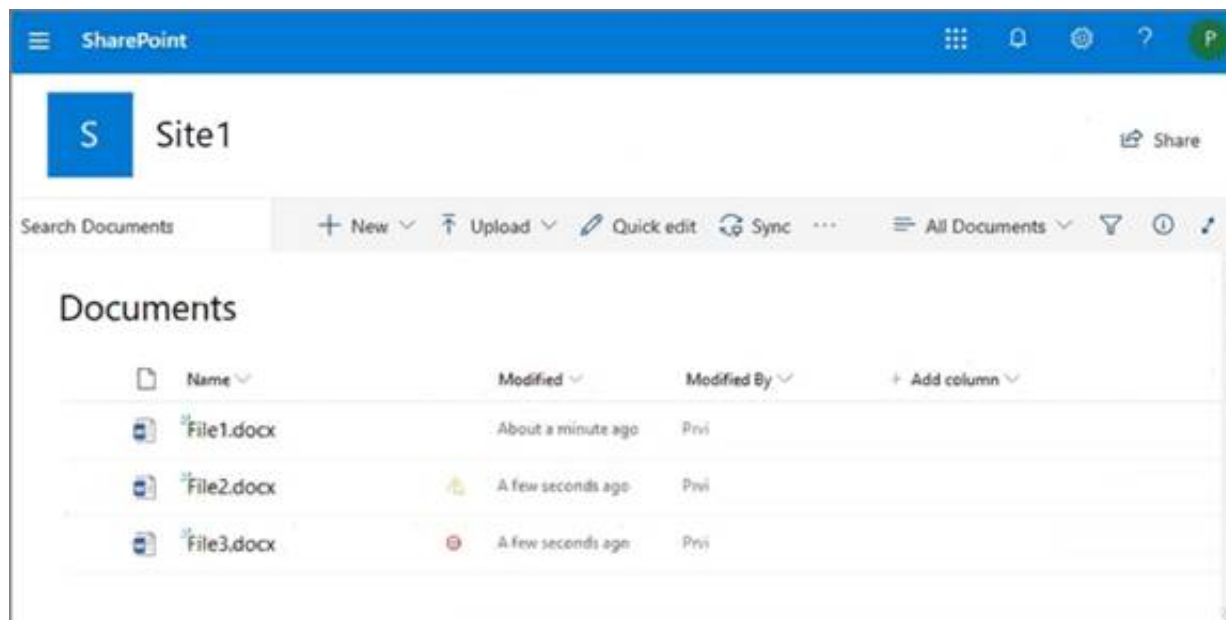 SharePoint ? P
S Site1 Share
Search Documents + New Upload Quick edit Sync ... All Documents
Documents
Name Modified Modified By + Add column
File1.docx About a minute ago Prvi
File2.docx A few seconds ago Prvi
File3.docx A few seconds ago Prvi